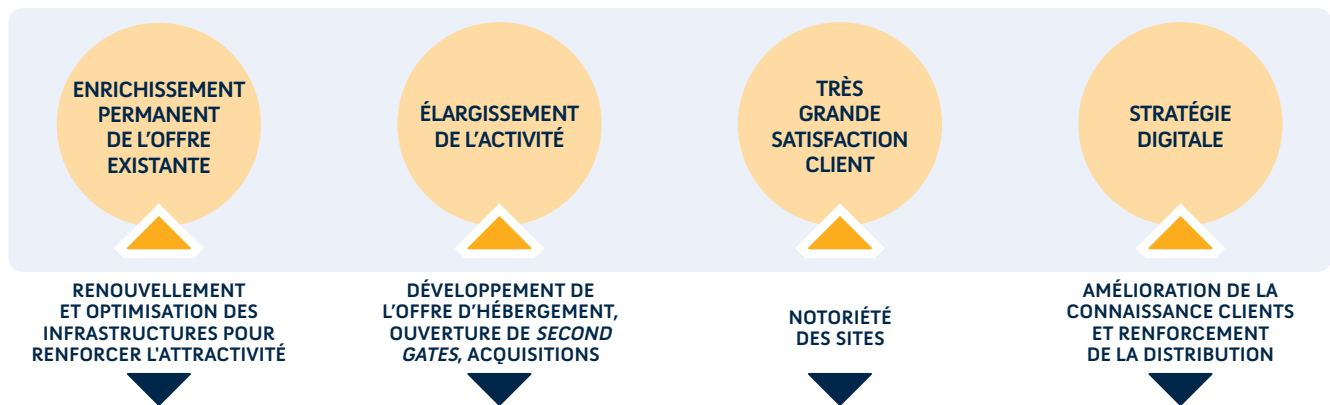 ENRICHISSEMENT
PERMANENT
DE L'OFFRE
EXISTANTE
ÉLARGISSEMENT
DE L'ACTIVITÉ
TRÈS
GRANDE
SATISFACTION
CLIENT
STRATÉGIE
DIGITALE
RENOUVELLEMENT
ET OPTIMISATION DES
INFRASTRUCTURES POUR
RENFORCER L'ATTRACTIVITÉ
DÉVELOPPEMENT DE
L'OFFRE D'HÉBERGEMENT,
OUVERTURE DE SECOND
GATES, ACQUISITIONS
NOTORIÉTÉ
DES SITES
AMÉLIORATION DE LA
CONNAISSANCE CLIENTS
ET RENFORCEMENT
DE LA DISTRIBUTION